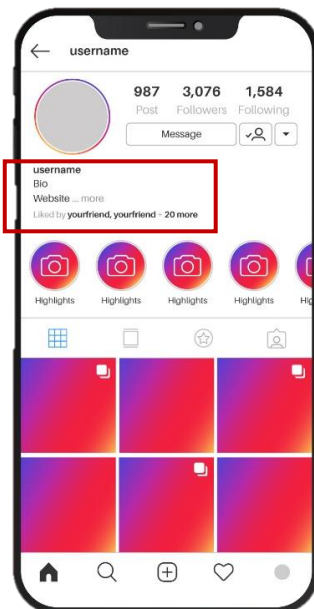 username
987 3,076 1,584
Post Followers Following
Message
username
Bio
Website ... more
Liked by yourfriend, yourfriend - 20 more
Highlights Highlights Highlights Highlights Hig